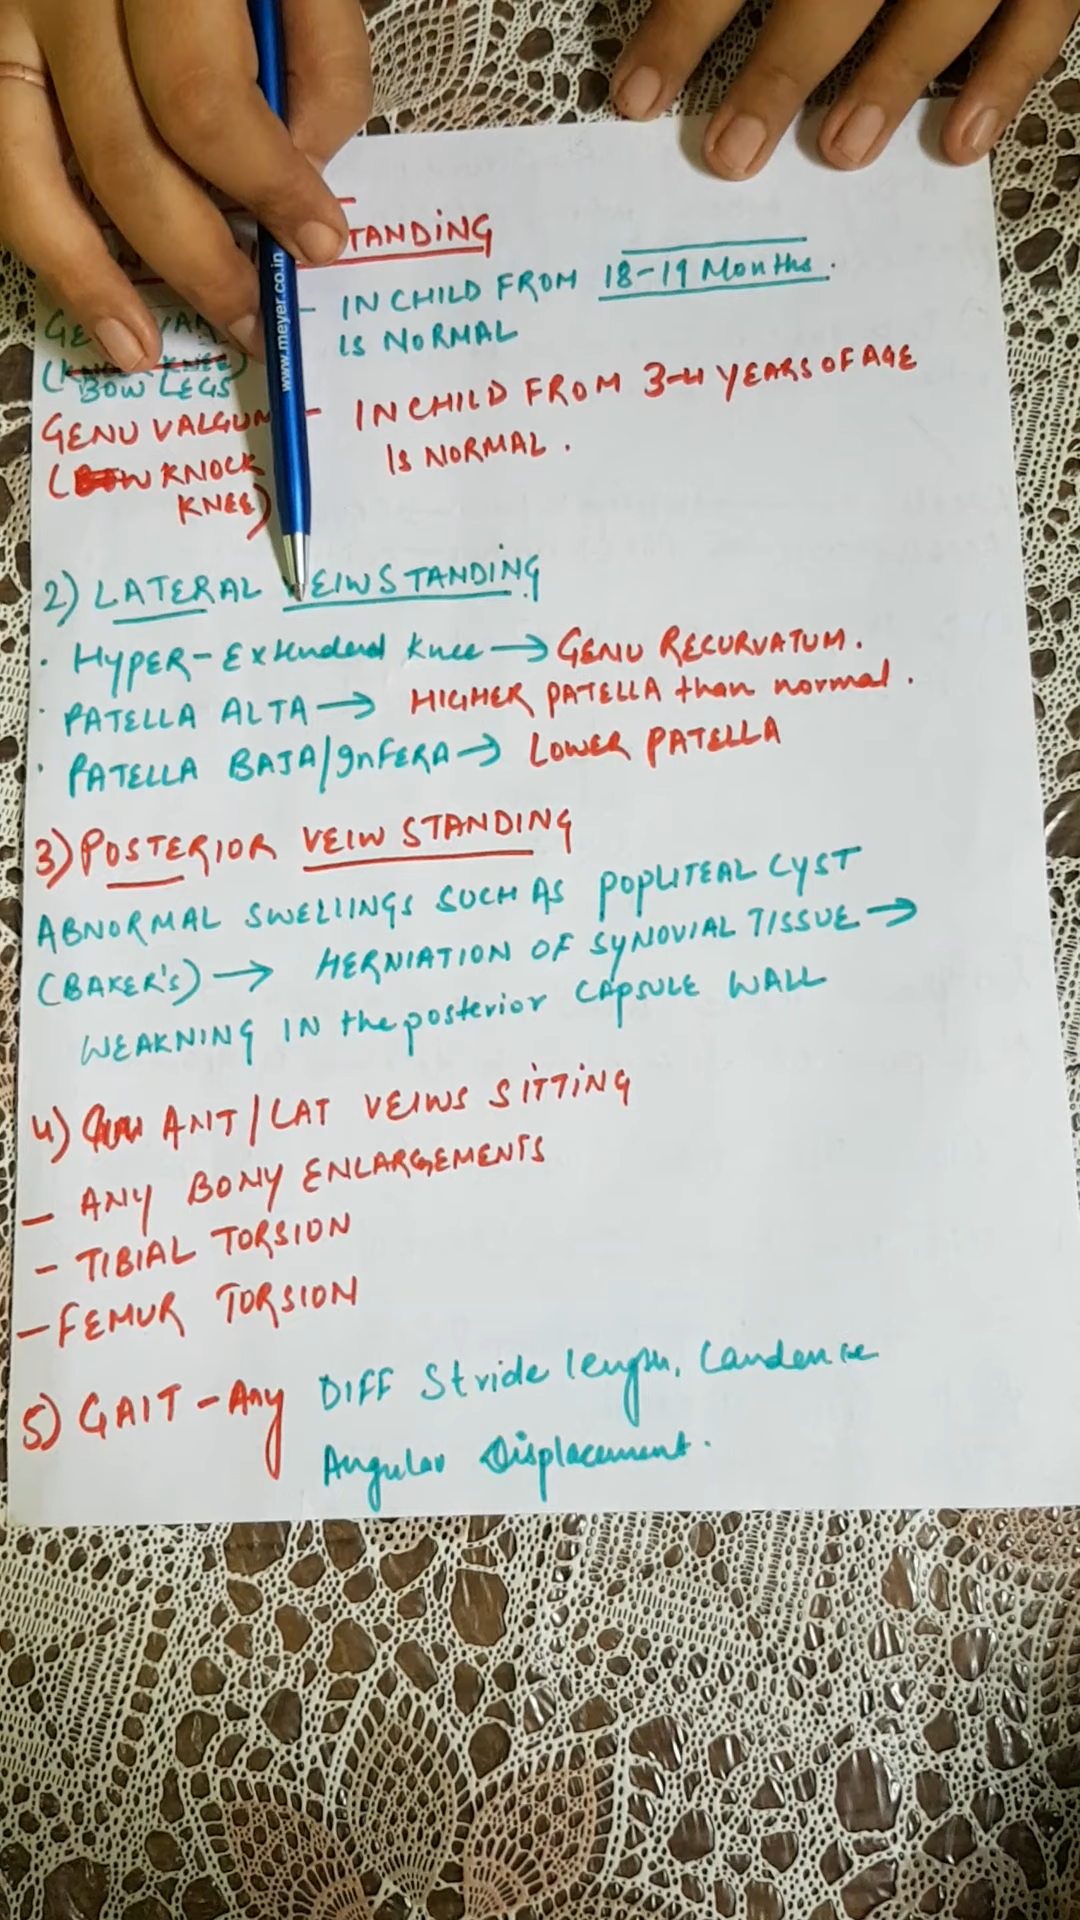 TANDING
- IN CHILD FROM 18-19 Months.
IS NORMAL
BOW LEGS
GENU VALGUM - IN CHILD FROM 3-4 YEARS OF AGE
IS NORMAL.
(KNOCK
KNEE)
www.meyer.co.in
2) LATERAL VEIW STANDING
· HYPER-Extended Knee → GENU RECURVATUM.
· PATELLA ALTA → HIGHER PATELLA than normal.
· PATELLA BAJA/InFERA → LOWER PATELLA
3) POSTERIOR VEIW STANDING
ABNORMAL SWELLINGS SUCH AS POPLITEAL CYST
(BAKER'S) → HERNIATION OF SYNOVIAL TISSUE →
WEAKNING IN the posterior CAPSULE WALL
4) ANT/LAT VEIWS SITTING
- ANY BONY ENLARGEMENTS
- TIBIAL TORSION
- FEMUR TORSION
5) GAIT - Any DIFF Stride length, Candence
Angular Displacement.